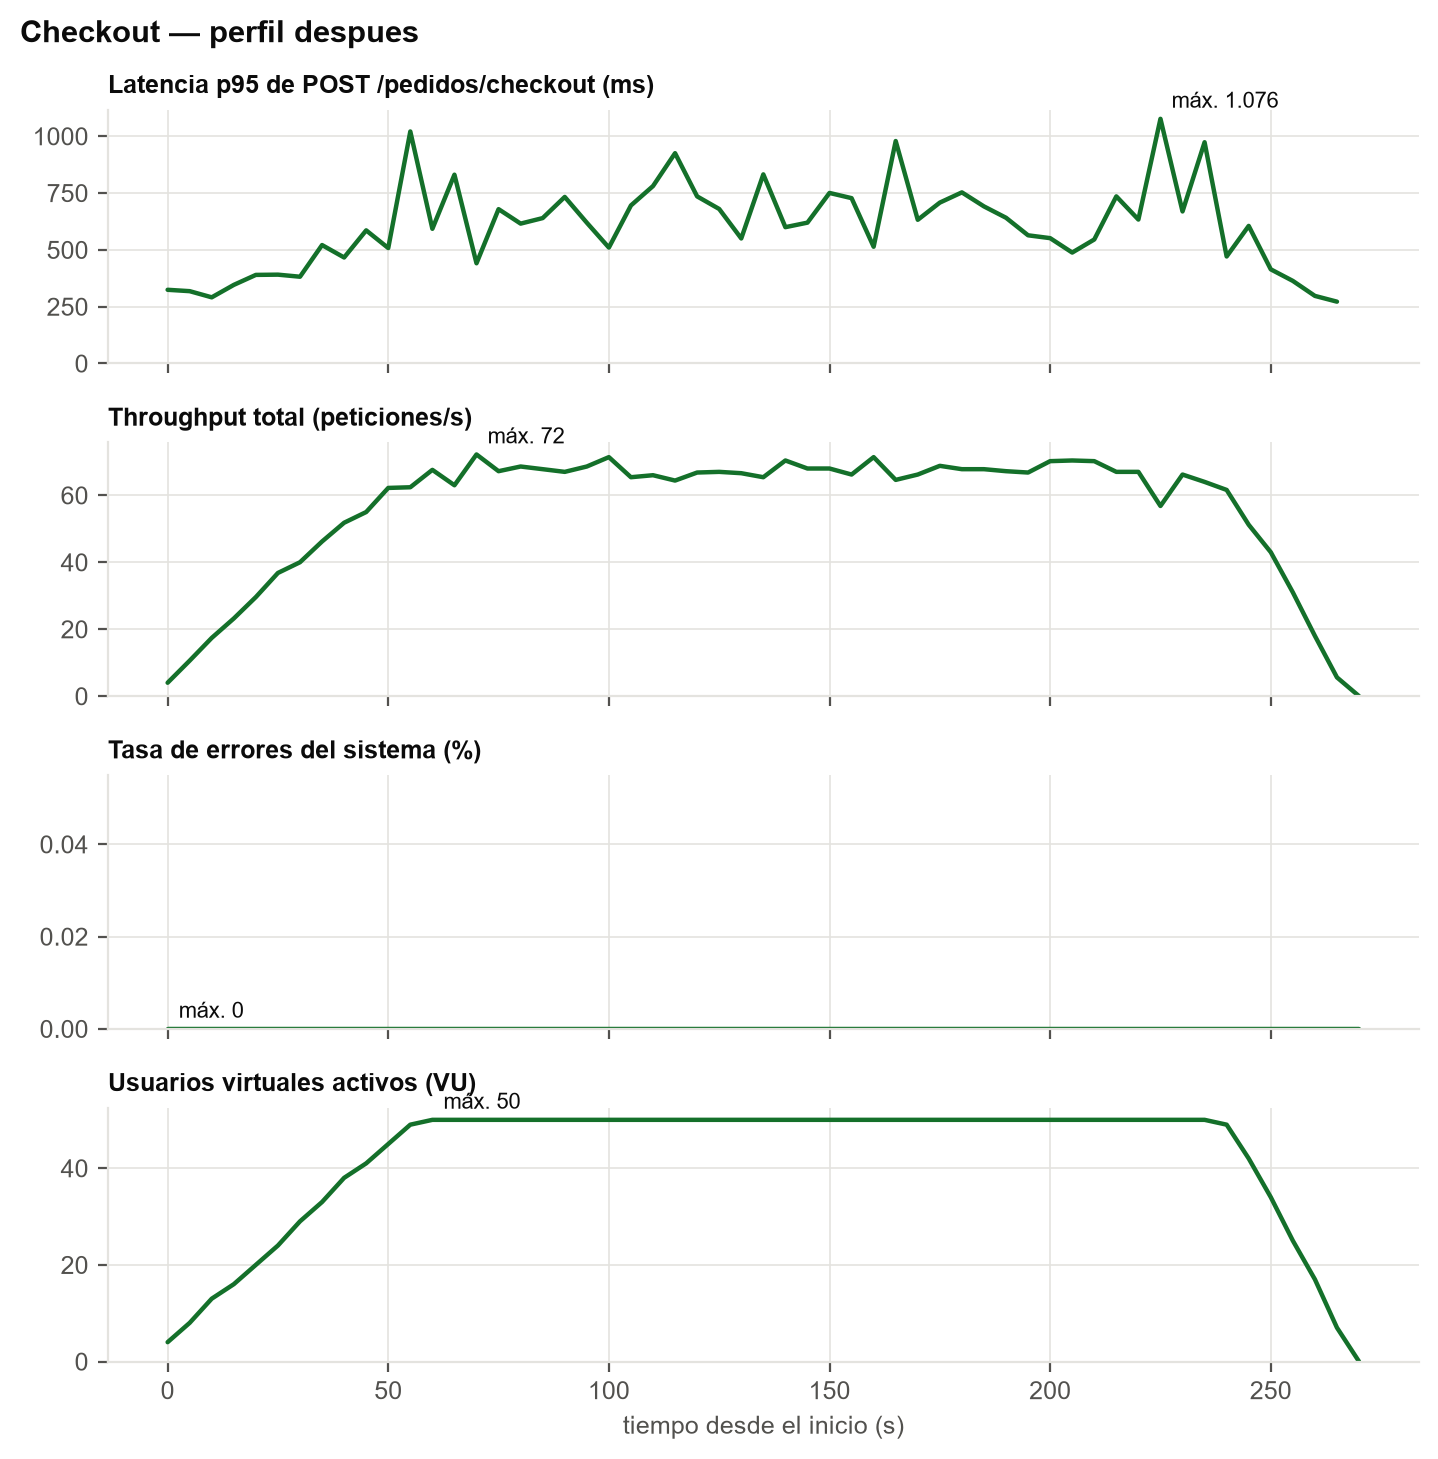 Checkout — perfil despues
Latencia p95 de POST /pedidos/checkout (ms)
máx. 1.076
1000
750
500
250
0
Throughput total (peticiones/s)
máx. 72
60
40
20
0
Tasa de errores del sistema (%)
0.04
0.02
máx. 0
0.00
Usuarios virtuales activos (VU)
máx. 50
40
20
0
0 50 100 150 200 250
tiempo desde el inicio (s)